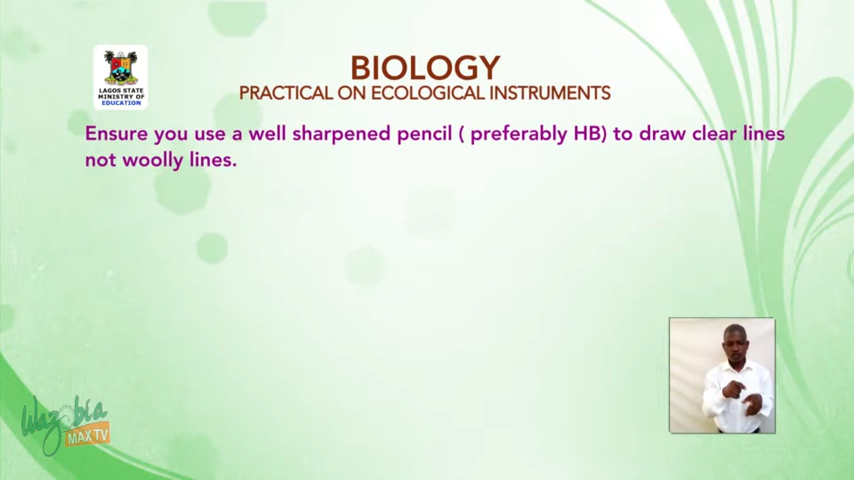 LAGOS STATE
MINISTRY OF
EDUCATION
BIOLOGY
PRACTICAL ON ECOLOGICAL INSTRUMENTS
Ensure you use a well sharpened pencil ( preferably HB) to draw clear lines
not woolly lines.
Wazobia
MAX TV